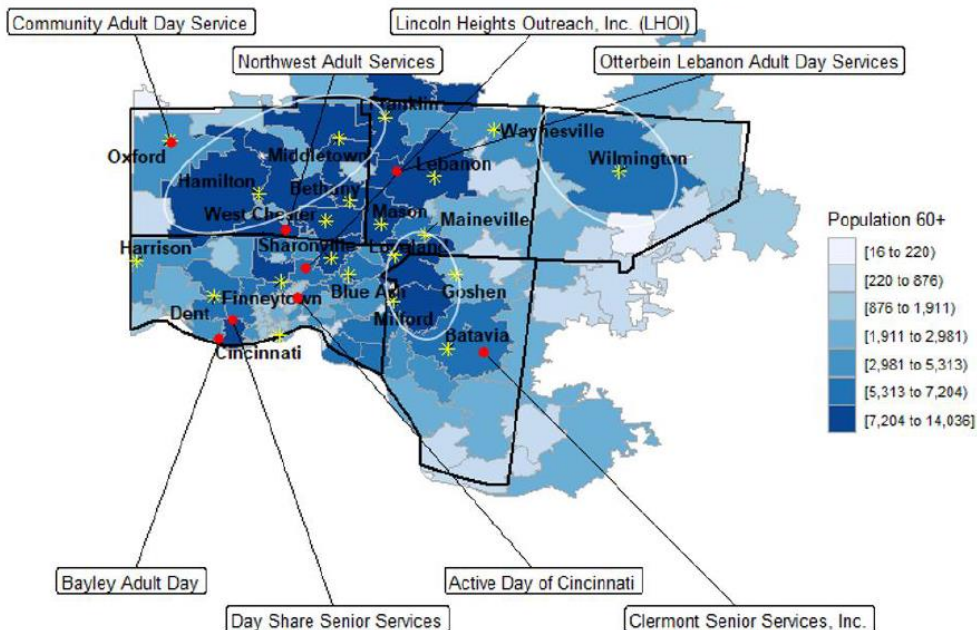 Community Adult Day Service
Lincoln Heights Outreach, Inc. (LHOI)
Northwest Adult Services
Otterbein Lebanon Adult Day Services
Franklin
Waynesville
Oxford
Middletown
Lebanon
Wilmington
Hamilton
Bethany
West Chester
Mason
Maineville
Harrison
Sharonville
Loveland
Blue Ash
Goshen
Finneytown
Dent
Milford
Cincinnati
Batavia
Population 60+
[16 to 220)
[220 to 876)
[876 to 1,911)
[1,911 to 2,981)
[2,981 to 5,313)
[5,313 to 7,204)
[7,204 to 14,036]
Bayley Adult Day
Active Day of Cincinnati
Day Share Senior Services
Clermont Senior Services, Inc.